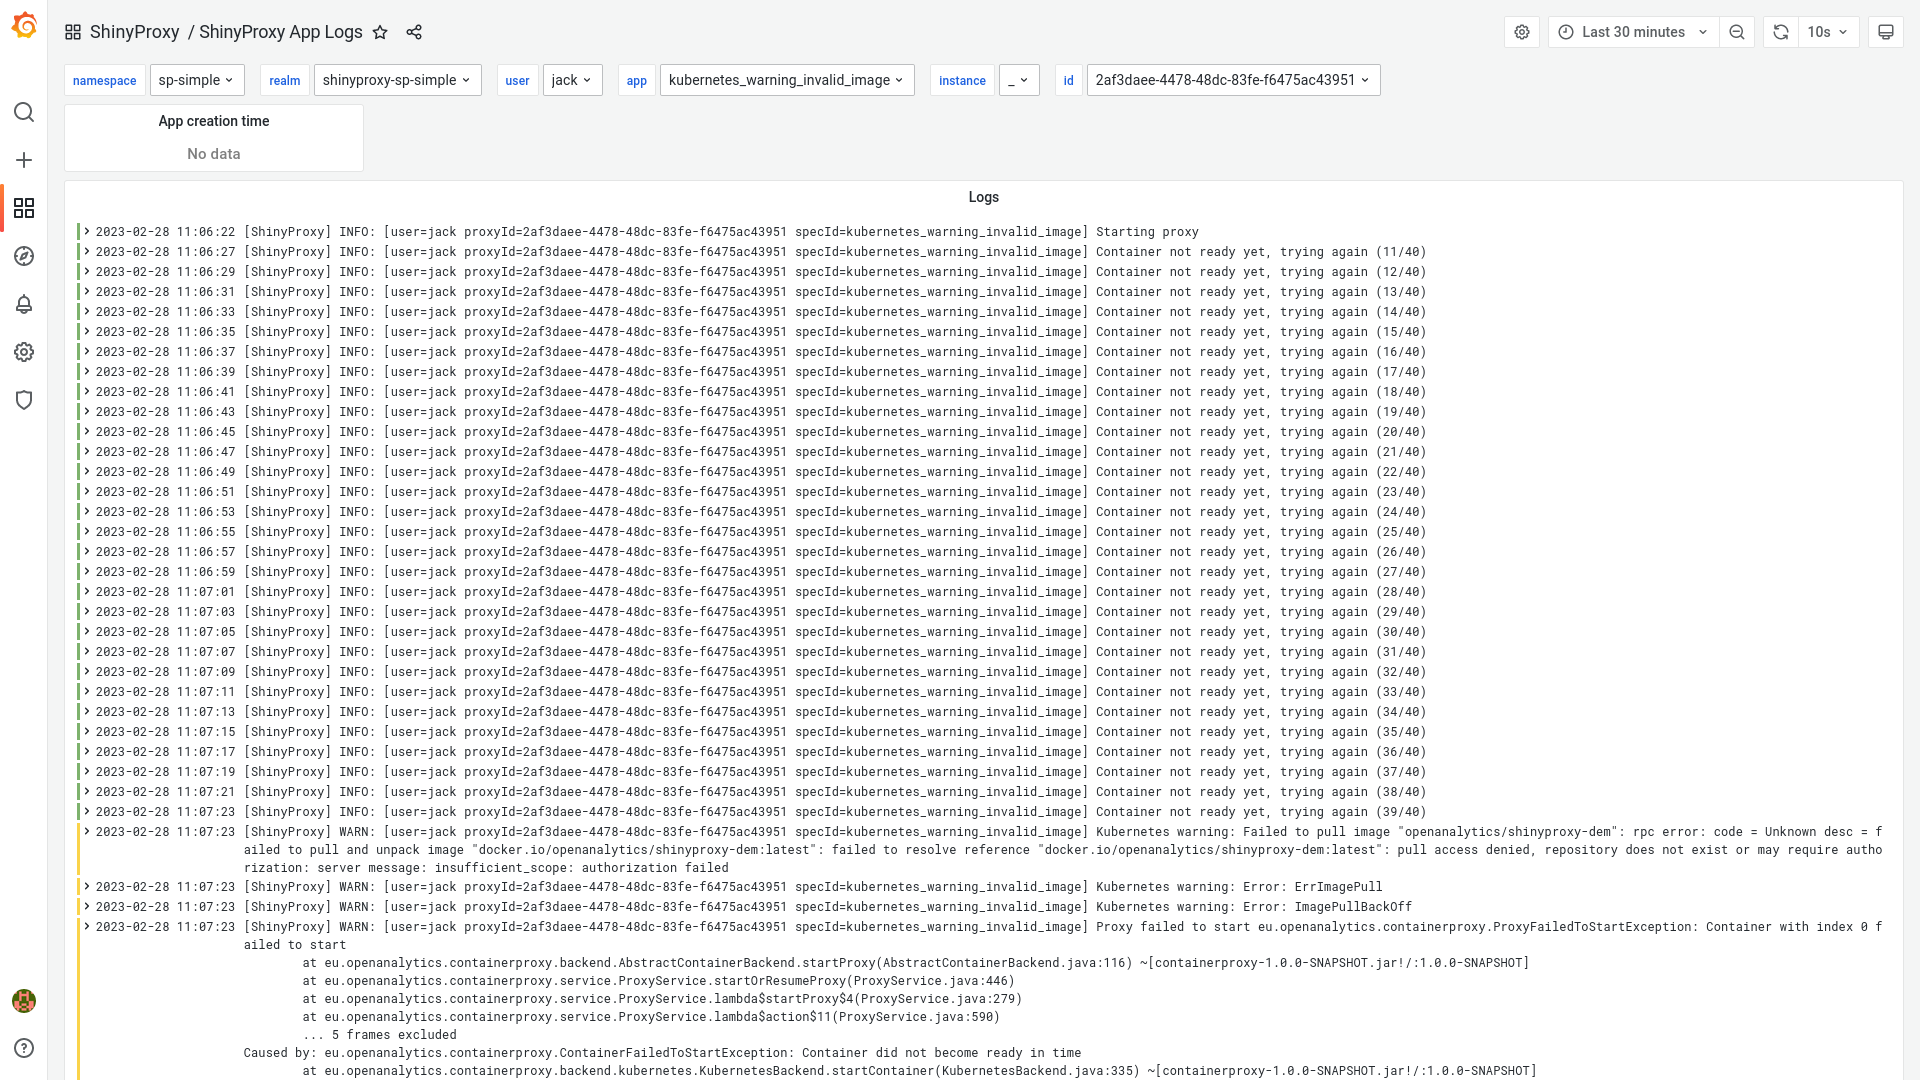 ShinyProxy / ShinyProxy App Logs
Last 30 minutes
10s
namespace sp-simple realm shinyproxy-sp-simple user jack app kubernetes_warning_invalid_image instance _ id 2af3daee-4478-48dc-83fe-f6475ac43951
App creation time
No data
Logs
2023-02-28 11:06:22 [ShinyProxy] INFO: [user=jack proxyId=2af3daee-4478-48dc-83fe-f6475ac43951 specId=kubernetes_warning_invalid_image] Starting proxy
2023-02-28 11:06:27 [ShinyProxy] INFO: [user=jack proxyId=2af3daee-4478-48dc-83fe-f6475ac43951 specId=kubernetes_warning_invalid_image] Container not ready yet, trying again (11/40)
2023-02-28 11:06:29 [ShinyProxy] INFO: [user=jack proxyId=2af3daee-4478-48dc-83fe-f6475ac43951 specId=kubernetes_warning_invalid_image] Container not ready yet, trying again (12/40)
2023-02-28 11:06:31 [ShinyProxy] INFO: [user=jack proxyId=2af3daee-4478-48dc-83fe-f6475ac43951 specId=kubernetes_warning_invalid_image] Container not ready yet, trying again (13/40)
2023-02-28 11:06:33 [ShinyProxy] INFO: [user=jack proxyId=2af3daee-4478-48dc-83fe-f6475ac43951 specId=kubernetes_warning_invalid_image] Container not ready yet, trying again (14/40)
2023-02-28 11:06:35 [ShinyProxy] INFO: [user=jack proxyId=2af3daee-4478-48dc-83fe-f6475ac43951 specId=kubernetes_warning_invalid_image] Container not ready yet, trying again (15/40)
2023-02-28 11:06:37 [ShinyProxy] INFO: [user=jack proxyId=2af3daee-4478-48dc-83fe-f6475ac43951 specId=kubernetes_warning_invalid_image] Container not ready yet, trying again (16/40)
2023-02-28 11:06:39 [ShinyProxy] INFO: [user=jack proxyId=2af3daee-4478-48dc-83fe-f6475ac43951 specId=kubernetes_warning_invalid_image] Container not ready yet, trying again (17/40)
2023-02-28 11:06:41 [ShinyProxy] INFO: [user=jack proxyId=2af3daee-4478-48dc-83fe-f6475ac43951 specId=kubernetes_warning_invalid_image] Container not ready yet, trying again (18/40)
2023-02-28 11:06:43 [ShinyProxy] INFO: [user=jack proxyId=2af3daee-4478-48dc-83fe-f6475ac43951 specId=kubernetes_warning_invalid_image] Container not ready yet, trying again (19/40)
2023-02-28 11:06:45 [ShinyProxy] INFO: [user=jack proxyId=2af3daee-4478-48dc-83fe-f6475ac43951 specId=kubernetes_warning_invalid_image] Container not ready yet, trying again (20/40)
2023-02-28 11:06:47 [ShinyProxy] INFO: [user=jack proxyId=2af3daee-4478-48dc-83fe-f6475ac43951 specId=kubernetes_warning_invalid_image] Container not ready yet, trying again (21/40)
2023-02-28 11:06:49 [ShinyProxy] INFO: [user=jack proxyId=2af3daee-4478-48dc-83fe-f6475ac43951 specId=kubernetes_warning_invalid_image] Container not ready yet, trying again (22/40)
2023-02-28 11:06:51 [ShinyProxy] INFO: [user=jack proxyId=2af3daee-4478-48dc-83fe-f6475ac43951 specId=kubernetes_warning_invalid_image] Container not ready yet, trying again (23/40)
2023-02-28 11:06:53 [ShinyProxy] INFO: [user=jack proxyId=2af3daee-4478-48dc-83fe-f6475ac43951 specId=kubernetes_warning_invalid_image] Container not ready yet, trying again (24/40)
2023-02-28 11:06:55 [ShinyProxy] INFO: [user=jack proxyId=2af3daee-4478-48dc-83fe-f6475ac43951 specId=kubernetes_warning_invalid_image] Container not ready yet, trying again (25/40)
2023-02-28 11:06:57 [ShinyProxy] INFO: [user=jack proxyId=2af3daee-4478-48dc-83fe-f6475ac43951 specId=kubernetes_warning_invalid_image] Container not ready yet, trying again (26/40)
2023-02-28 11:06:59 [ShinyProxy] INFO: [user=jack proxyId=2af3daee-4478-48dc-83fe-f6475ac43951 specId=kubernetes_warning_invalid_image] Container not ready yet, trying again (27/40)
2023-02-28 11:07:01 [ShinyProxy] INFO: [user=jack proxyId=2af3daee-4478-48dc-83fe-f6475ac43951 specId=kubernetes_warning_invalid_image] Container not ready yet, trying again (28/40)
2023-02-28 11:07:03 [ShinyProxy] INFO: [user=jack proxyId=2af3daee-4478-48dc-83fe-f6475ac43951 specId=kubernetes_warning_invalid_image] Container not ready yet, trying again (29/40)
2023-02-28 11:07:05 [ShinyProxy] INFO: [user=jack proxyId=2af3daee-4478-48dc-83fe-f6475ac43951 specId=kubernetes_warning_invalid_image] Container not ready yet, trying again (30/40)
2023-02-28 11:07:07 [ShinyProxy] INFO: [user=jack proxyId=2af3daee-4478-48dc-83fe-f6475ac43951 specId=kubernetes_warning_invalid_image] Container not ready yet, trying again (31/40)
2023-02-28 11:07:09 [ShinyProxy] INFO: [user=jack proxyId=2af3daee-4478-48dc-83fe-f6475ac43951 specId=kubernetes_warning_invalid_image] Container not ready yet, trying again (32/40)
2023-02-28 11:07:11 [ShinyProxy] INFO: [user=jack proxyId=2af3daee-4478-48dc-83fe-f6475ac43951 specId=kubernetes_warning_invalid_image] Container not ready yet, trying again (33/40)
2023-02-28 11:07:13 [ShinyProxy] INFO: [user=jack proxyId=2af3daee-4478-48dc-83fe-f6475ac43951 specId=kubernetes_warning_invalid_image] Container not ready yet, trying again (34/40)
2023-02-28 11:07:15 [ShinyProxy] INFO: [user=jack proxyId=2af3daee-4478-48dc-83fe-f6475ac43951 specId=kubernetes_warning_invalid_image] Container not ready yet, trying again (35/40)
2023-02-28 11:07:17 [ShinyProxy] INFO: [user=jack proxyId=2af3daee-4478-48dc-83fe-f6475ac43951 specId=kubernetes_warning_invalid_image] Container not ready yet, trying again (36/40)
2023-02-28 11:07:19 [ShinyProxy] INFO: [user=jack proxyId=2af3daee-4478-48dc-83fe-f6475ac43951 specId=kubernetes_warning_invalid_image] Container not ready yet, trying again (37/40)
2023-02-28 11:07:21 [ShinyProxy] INFO: [user=jack proxyId=2af3daee-4478-48dc-83fe-f6475ac43951 specId=kubernetes_warning_invalid_image] Container not ready yet, trying again (38/40)
2023-02-28 11:07:23 [ShinyProxy] INFO: [user=jack proxyId=2af3daee-4478-48dc-83fe-f6475ac43951 specId=kubernetes_warning_invalid_image] Container not ready yet, trying again (39/40)
2023-02-28 11:07:23 [ShinyProxy] WARN: [user=jack proxyId=2af3daee-4478-48dc-83fe-f6475ac43951 specId=kubernetes_warning_invalid_image] Kubernetes warning: Failed to pull image "openanalytics/shinyproxy-dem": rpc error: code = Unknown desc = f
ailed to pull and unpack image "docker.io/openanalytics/shinyproxy-dem:latest": failed to resolve reference "docker.io/openanalytics/shinyproxy-dem:latest": pull access denied, repository does not exist or may require autho
rization: server message: insufficient_scope: authorization failed
2023-02-28 11:07:23 [ShinyProxy] WARN: [user=jack proxyId=2af3daee-4478-48dc-83fe-f6475ac43951 specId=kubernetes_warning_invalid_image] Kubernetes warning: Error: ErrImagePull
2023-02-28 11:07:23 [ShinyProxy] WARN: [user=jack proxyId=2af3daee-4478-48dc-83fe-f6475ac43951 specId=kubernetes_warning_invalid_image] Kubernetes warning: Error: ImagePullBackOff
2023-02-28 11:07:23 [ShinyProxy] WARN: [user=jack proxyId=2af3daee-4478-48dc-83fe-f6475ac43951 specId=kubernetes_warning_invalid_image] Proxy failed to start eu.openanalytics.containerproxy.ProxyFailedToStartException: Container with index 0 f
ailed to start
at eu.openanalytics.containerproxy.backend.AbstractContainerBackend.startProxy(AbstractContainerBackend.java:116) ~[containerproxy-1.0.0-SNAPSHOT.jar!/:1.0.0-SNAPSHOT]
at eu.openanalytics.containerproxy.service.ProxyService.startOrResumeProxy(ProxyService.java:446)
at eu.openanalytics.containerproxy.service.ProxyService.lambda$startProxy$4(ProxyService.java:279)
at eu.openanalytics.containerproxy.service.ProxyService.lambda$action$11(ProxyService.java:590)
... 5 frames excluded
Caused by: eu.openanalytics.containerproxy.ContainerFailedToStartException: Container did not become ready in time
at eu.openanalytics.containerproxy.backend.kubernetes.KubernetesBackend.startContainer(KubernetesBackend.java:335) ~[containerproxy-1.0.0-SNAPSHOT.jar!/:1.0.0-SNAPSHOT]